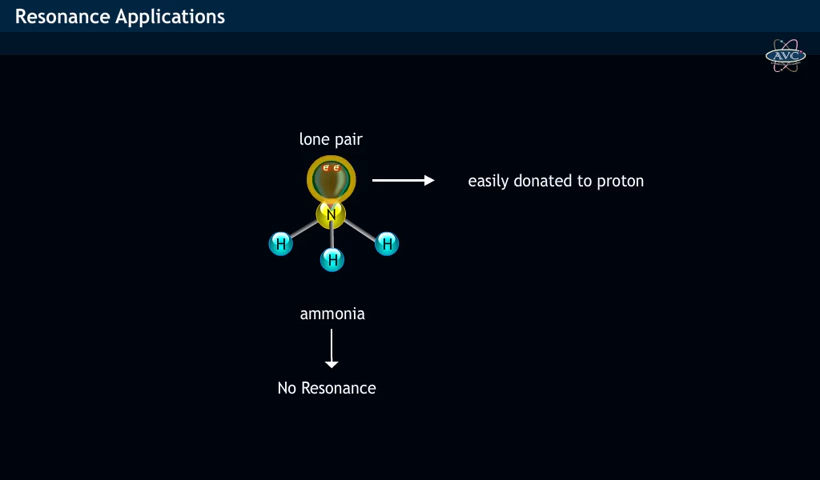 Resonance Applications
AVC
lone pair
e e
easily donated to proton
N
H
H
H
ammonia
No Resonance